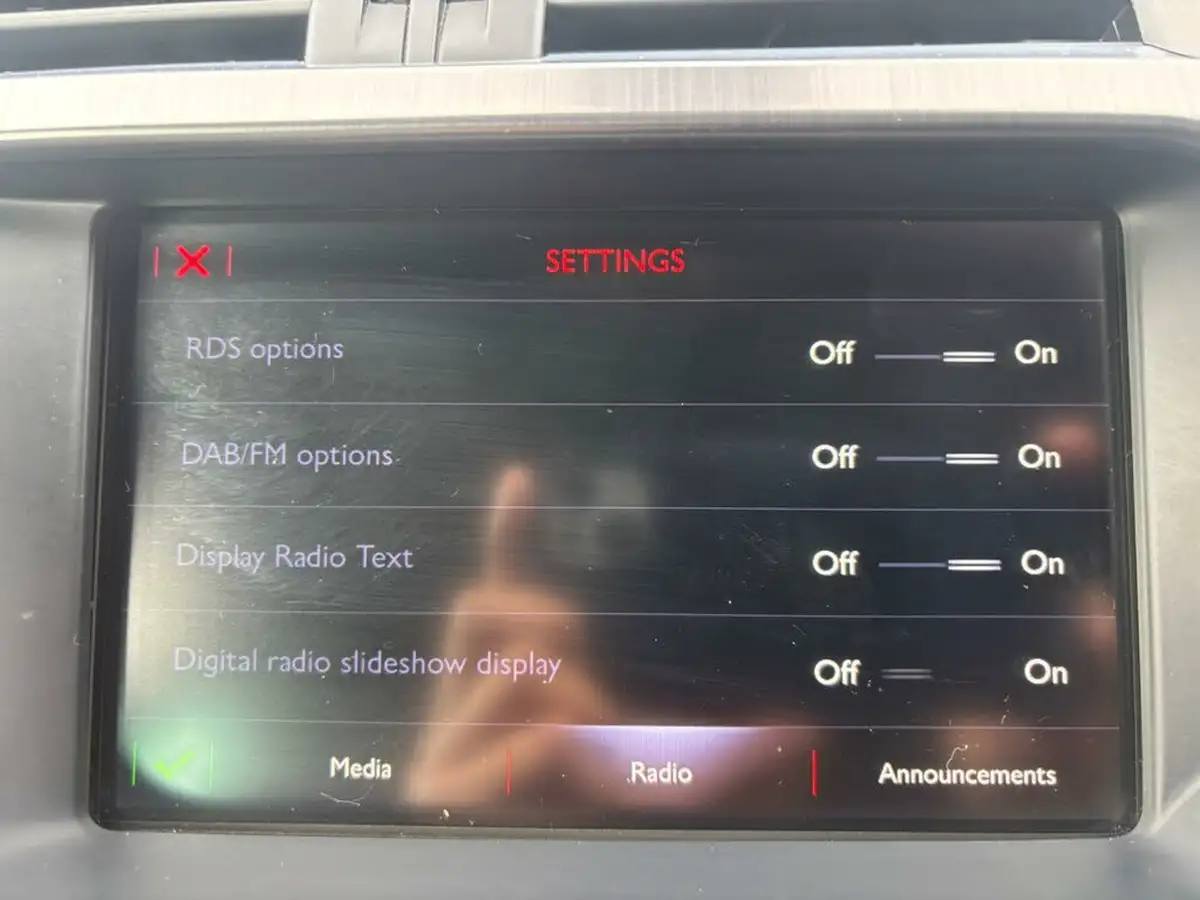 SETTINGS
RDS options Off On
DAB/FM options Off On
Display Radio Text Off On
Digital radio slideshow display Off On
Media Radio Announcements